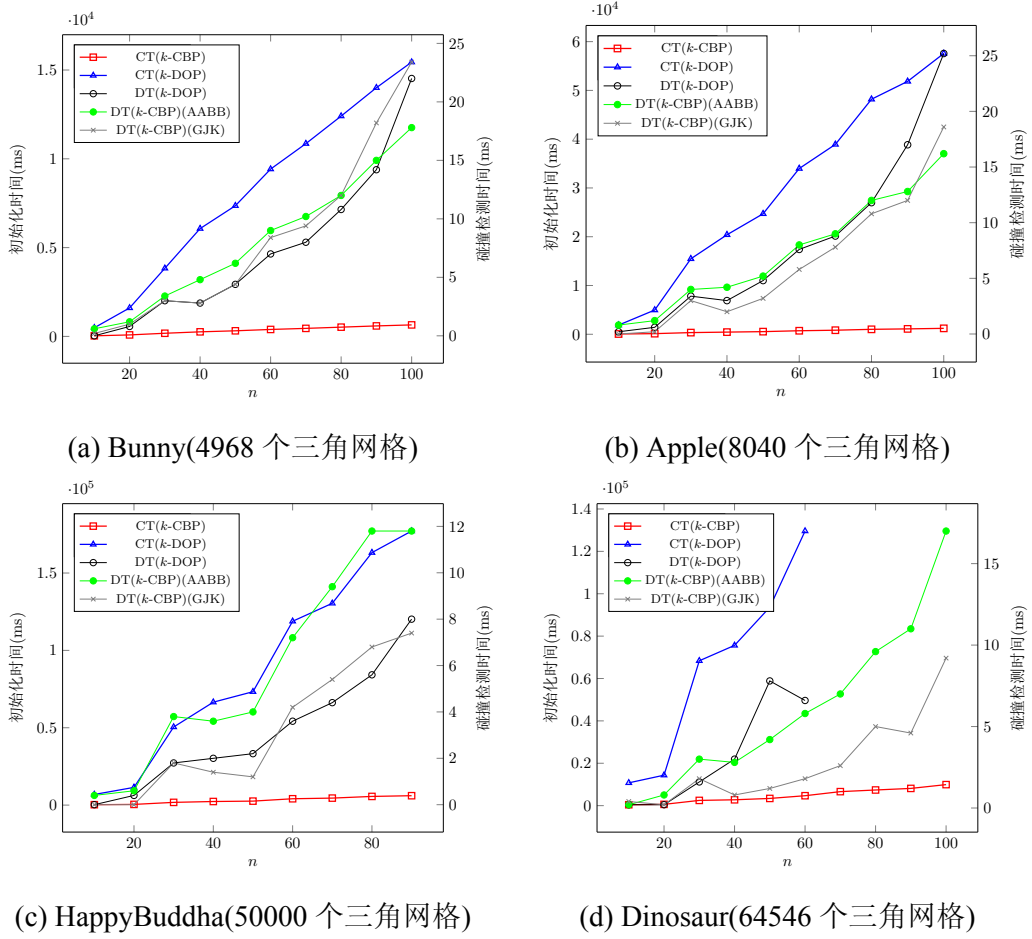 ·10⁴
初始化时间(ms)
1.5
1
0.5
0
25
20
15
10
5
0
碰撞检测时间(ms)
CT(k-CBP)
CT(k-DOP)
DT(k-DOP)
DT(k-CBP)(AABB)
DT(k-CBP)(GJK)
20 40 60 80 100
n
(a) Bunny(4968 个三角网格)
·10⁴
初始化时间(ms)
6
5
4
3
2
1
0
25
20
15
10
5
0
碰撞检测时间(ms)
CT(k-CBP)
CT(k-DOP)
DT(k-DOP)
DT(k-CBP)(AABB)
DT(k-CBP)(GJK)
20 40 60 80 100
n
(b) Apple(8040 个三角网格)
·10⁵
初始化时间(ms)
1.5
1
0.5
0
12
10
8
6
4
2
0
碰撞检测时间(ms)
CT(k-CBP)
CT(k-DOP)
DT(k-DOP)
DT(k-CBP)(AABB)
DT(k-CBP)(GJK)
20 40 60 80
n
(c) HappyBuddha(50000 个三角网格)
·10⁵
初始化时间(ms)
1.4
1.2
1
0.8
0.6
0.4
0.2
0
15
10
5
0
碰撞检测时间(ms)
CT(k-CBP)
CT(k-DOP)
DT(k-DOP)
DT(k-CBP)(AABB)
DT(k-CBP)(GJK)
20 40 60 80 100
n
(d) Dinosaur(64546 个三角网格)